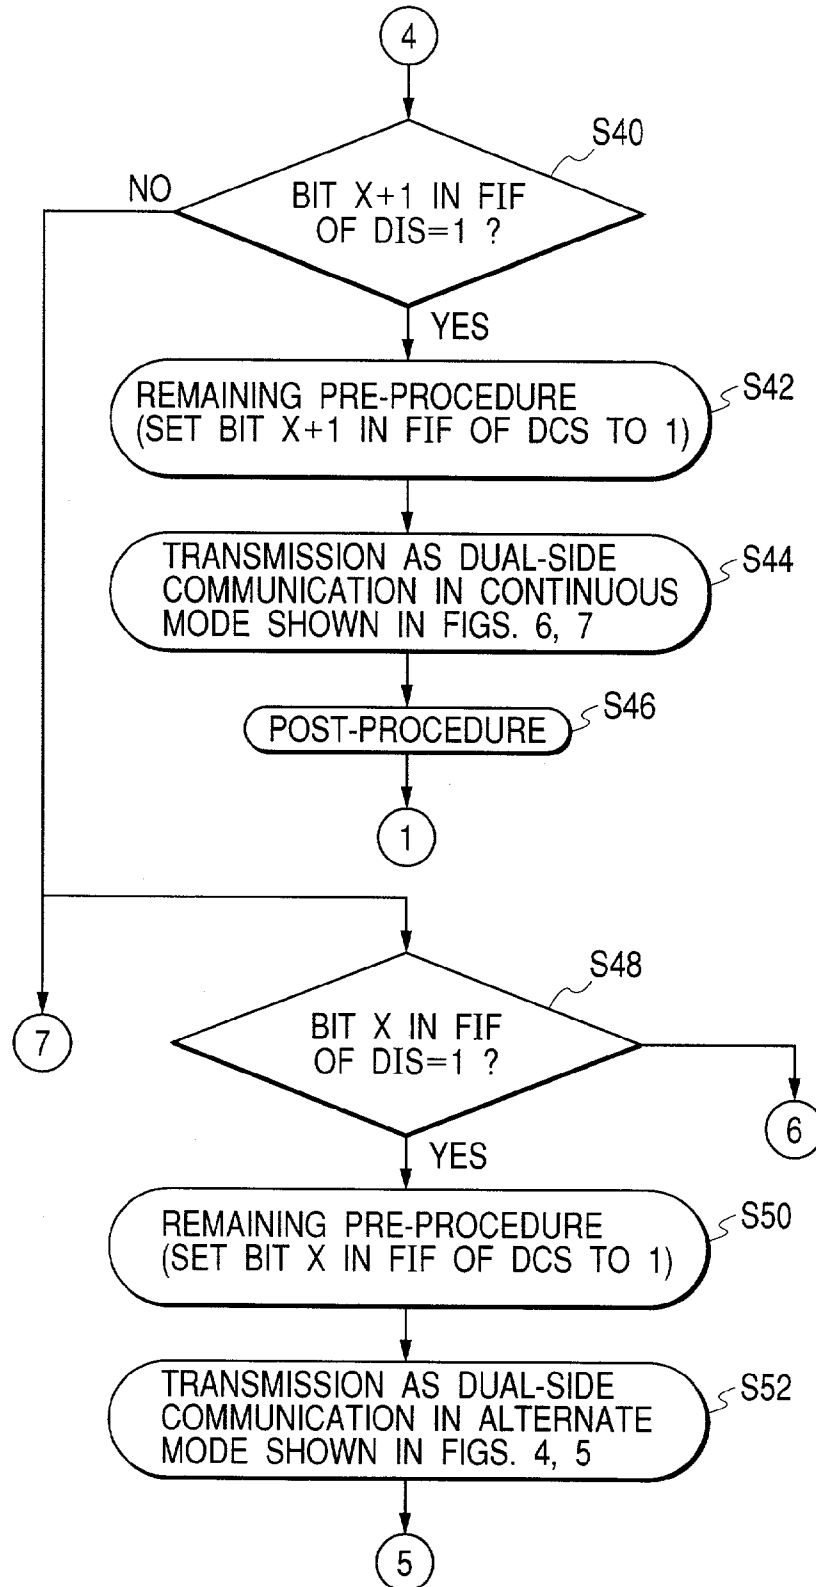 4
S40
NO
BIT X+1 IN FIF
OF DIS=1 ?
YES
REMAINING PRE-PROCEDURE
(SET BIT X+1 IN FIF OF DCS TO 1)
S42
TRANSMISSION AS DUAL-SIDE
COMMUNICATION IN CONTINUOUS
MODE SHOWN IN FIGS. 6, 7
S44
POST-PROCEDURE
S46
1
S48
BIT X IN FIF
OF DIS=1 ?
7
6
YES
REMAINING PRE-PROCEDURE
(SET BIT X IN FIF OF DCS TO 1)
S50
TRANSMISSION AS DUAL-SIDE
COMMUNICATION IN ALTERNATE
MODE SHOWN IN FIGS. 4, 5
S52
5